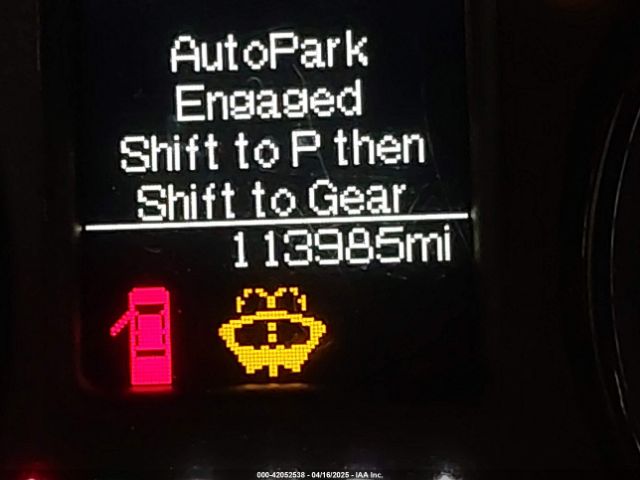 AutoPark
Engaged
Shift to P then
Shift to Gear
113985mi
000-42052538 - 04/16/2025 - IAA Inc.